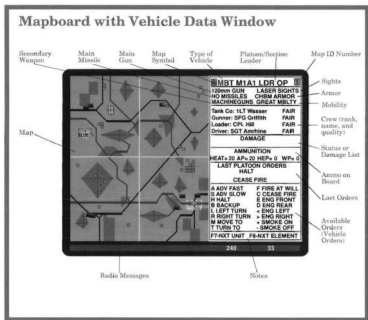 Mapboard with Vehicle Data Window
Secondary Weapon
Main Missile
Main Gun
Map Symbol
Type of Vehicle
Platoon/Section Leader
Map ID Number
MBT M1A1 LDR OP
120mm GUN LASER SIGHTS
NO MISSILES CHBM ARMOR
MACHINEGUNS GREAT MBLTY
Tank Co: 1LT Wasser FAIR
Gunner: SFG Griffith FAIR
Loader: CPL Hill FAIR
Driver: SGT Amrhine FAIR
DAMAGE
AMMUNITION
HEAT= 20 AP= 20 HEP= 0 WP= 0
LAST PLATOON ORDERS
HALT
CEASE FIRE
A ADV FAST F FIRE AT WILL
S ADV SLOW C CEASE FIRE
H HALT E ENG FRONT
B BACKUP D ENG REAR
L LEFT TURN < ENG LEFT
R RIGHT TURN > ENG RIGHT
M MOVE TO - SMOKE ON
T TURN TO - SMOKE OFF
F7-NXT UNIT F8-NXT ELEMENT
240 33
Sights
Armor
Mobility
Crew (rank, name, and quality)
Status or Damage List
Ammo on Board
Last Orders
Available Orders (Vehicle Orders)
Map
Radio Messages
Notes